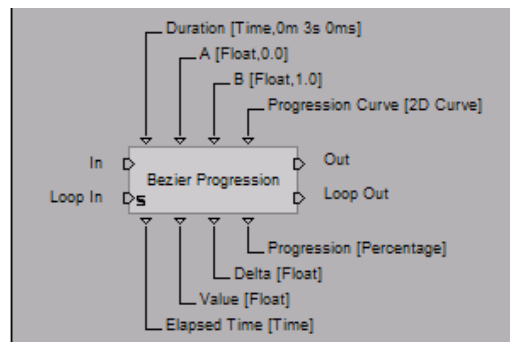 Duration [Time,0m 3s 0ms]
A [Float,0.0]
B [Float,1.0]
Progression Curve [2D Curve]
In
Out
Bezier Progression
Loop In
S
Loop Out
Progression [Percentage]
Delta [Float]
Value [Float]
Elapsed Time [Time]